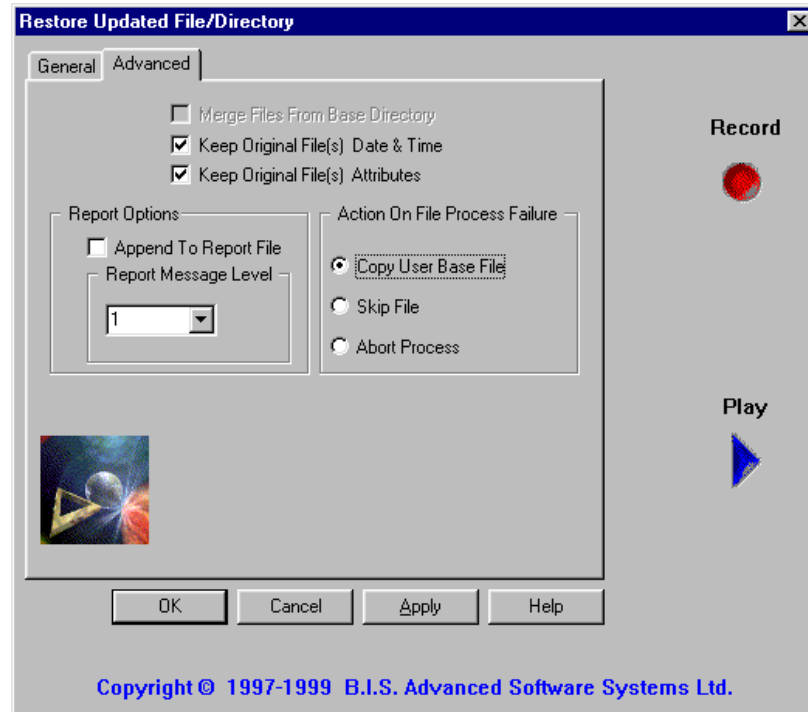 Restore Updated File/Directory
General Advanced
Merge Files From Base Directory
Keep Original File(s) Date & Time
Keep Original File(s) Attributes
Report Options
Append To Report File
Report Message Level
1
Action On File Process Failure
Copy User Base File
Skip File
Abort Process
Record
Play
OK Cancel Apply Help
Copyright © 1997-1999 B.I.S. Advanced Software Systems Ltd.